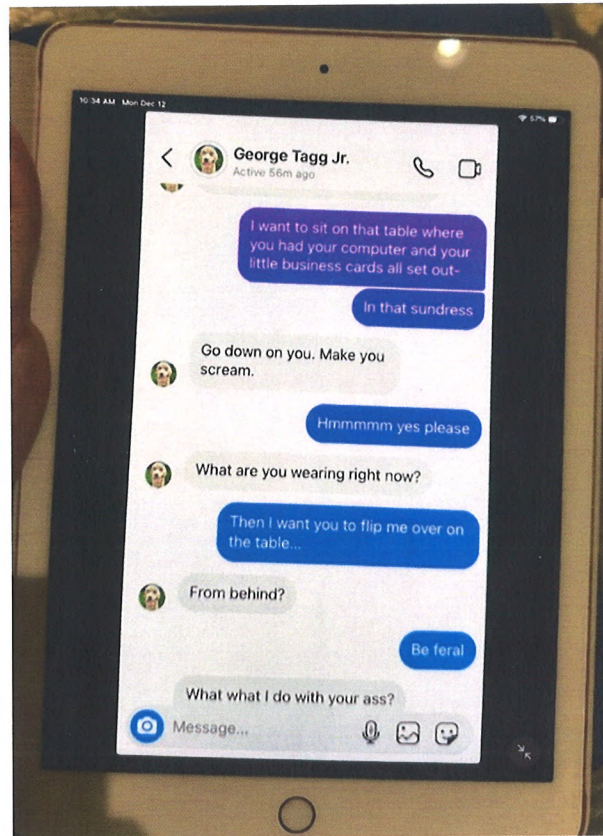 10:34 AM Mon Dec 12
57%
George Tagg Jr.
Active 56m ago
I want to sit on that table where
you had your computer and your
little business cards all set out-
In that sundress
Go down on you. Make you
scream.
Hmmmmm yes please
What are you wearing right now?
Then I want you to flip me over on
the table...
From behind?
Be feral
What what I do with your ass?
Message...